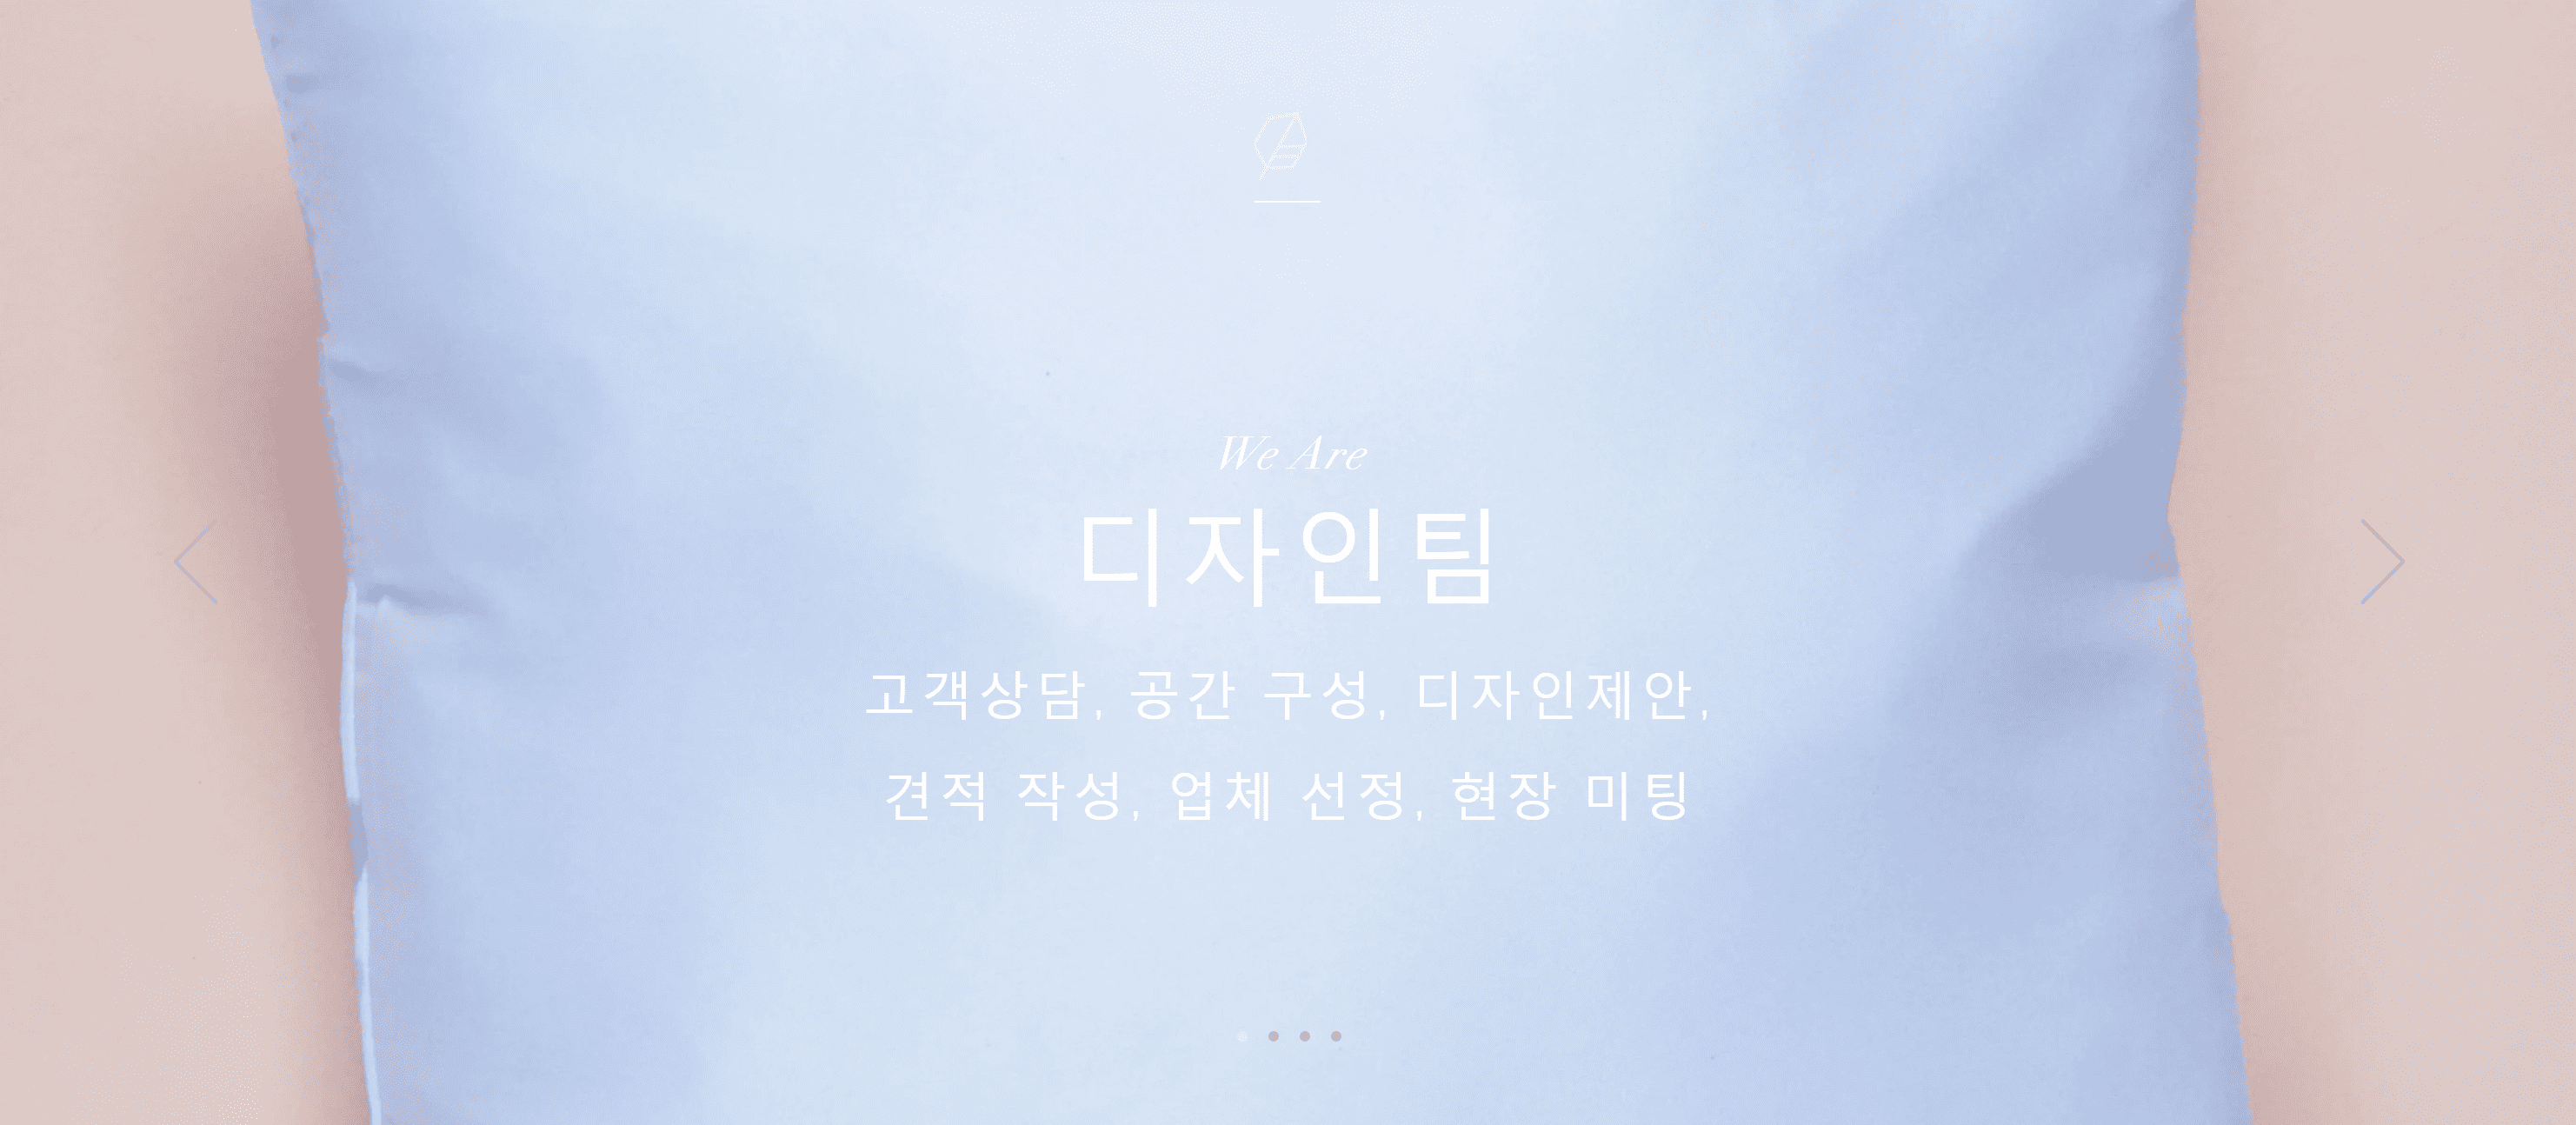 We Are
디자인팀
고객상담, 공간 구성, 디자인제안,
견적 작성, 업체 선정, 현장 미팅